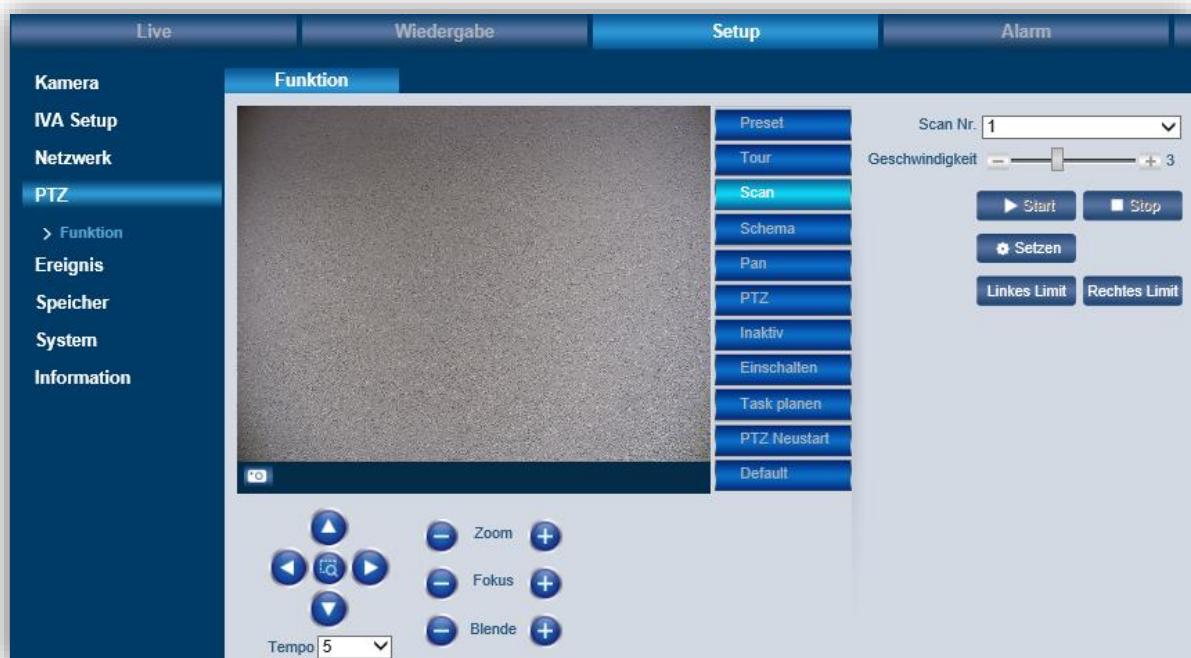 Live Wiedergabe Setup Alarm
Kamera
IVA Setup
Netzwerk
PTZ
Funktion
Ereignis
Speicher
System
Information
Funktion
Preset
Tour
Scan
Schema
Pan
PTZ
Inaktiv
Einschalten
Task planen
PTZ Neustart
Default
Scan Nr. 1
Geschwindigkeit 3
Start Stop
Setzen
Linkes Limit Rechtes Limit
Zoom
Fokus
Blende
Tempo 5